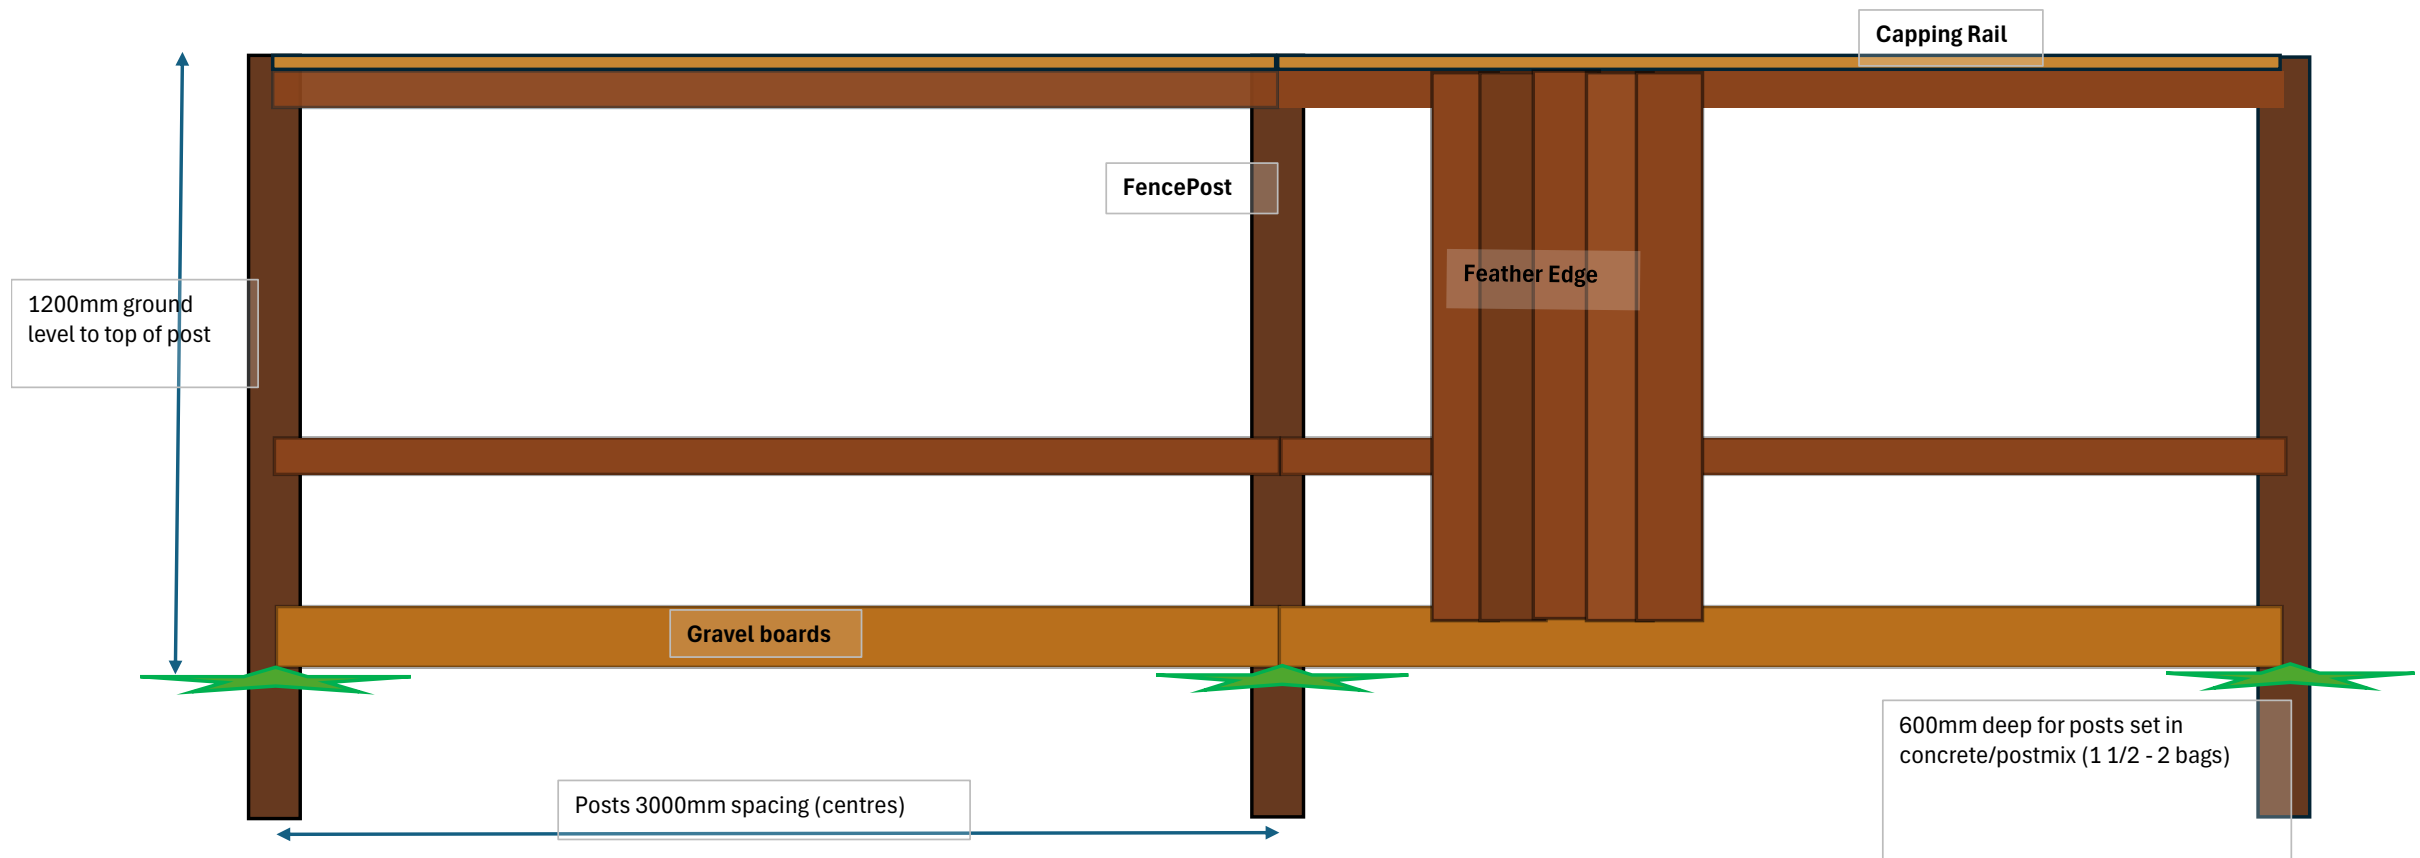 Capping Rail
FencePost
Feather Edge
1200mm ground
level to top of post
Gravel boards
600mm deep for posts set in
concrete/postmix (1 1/2 - 2 bags)
Posts 3000mm spacing (centres)